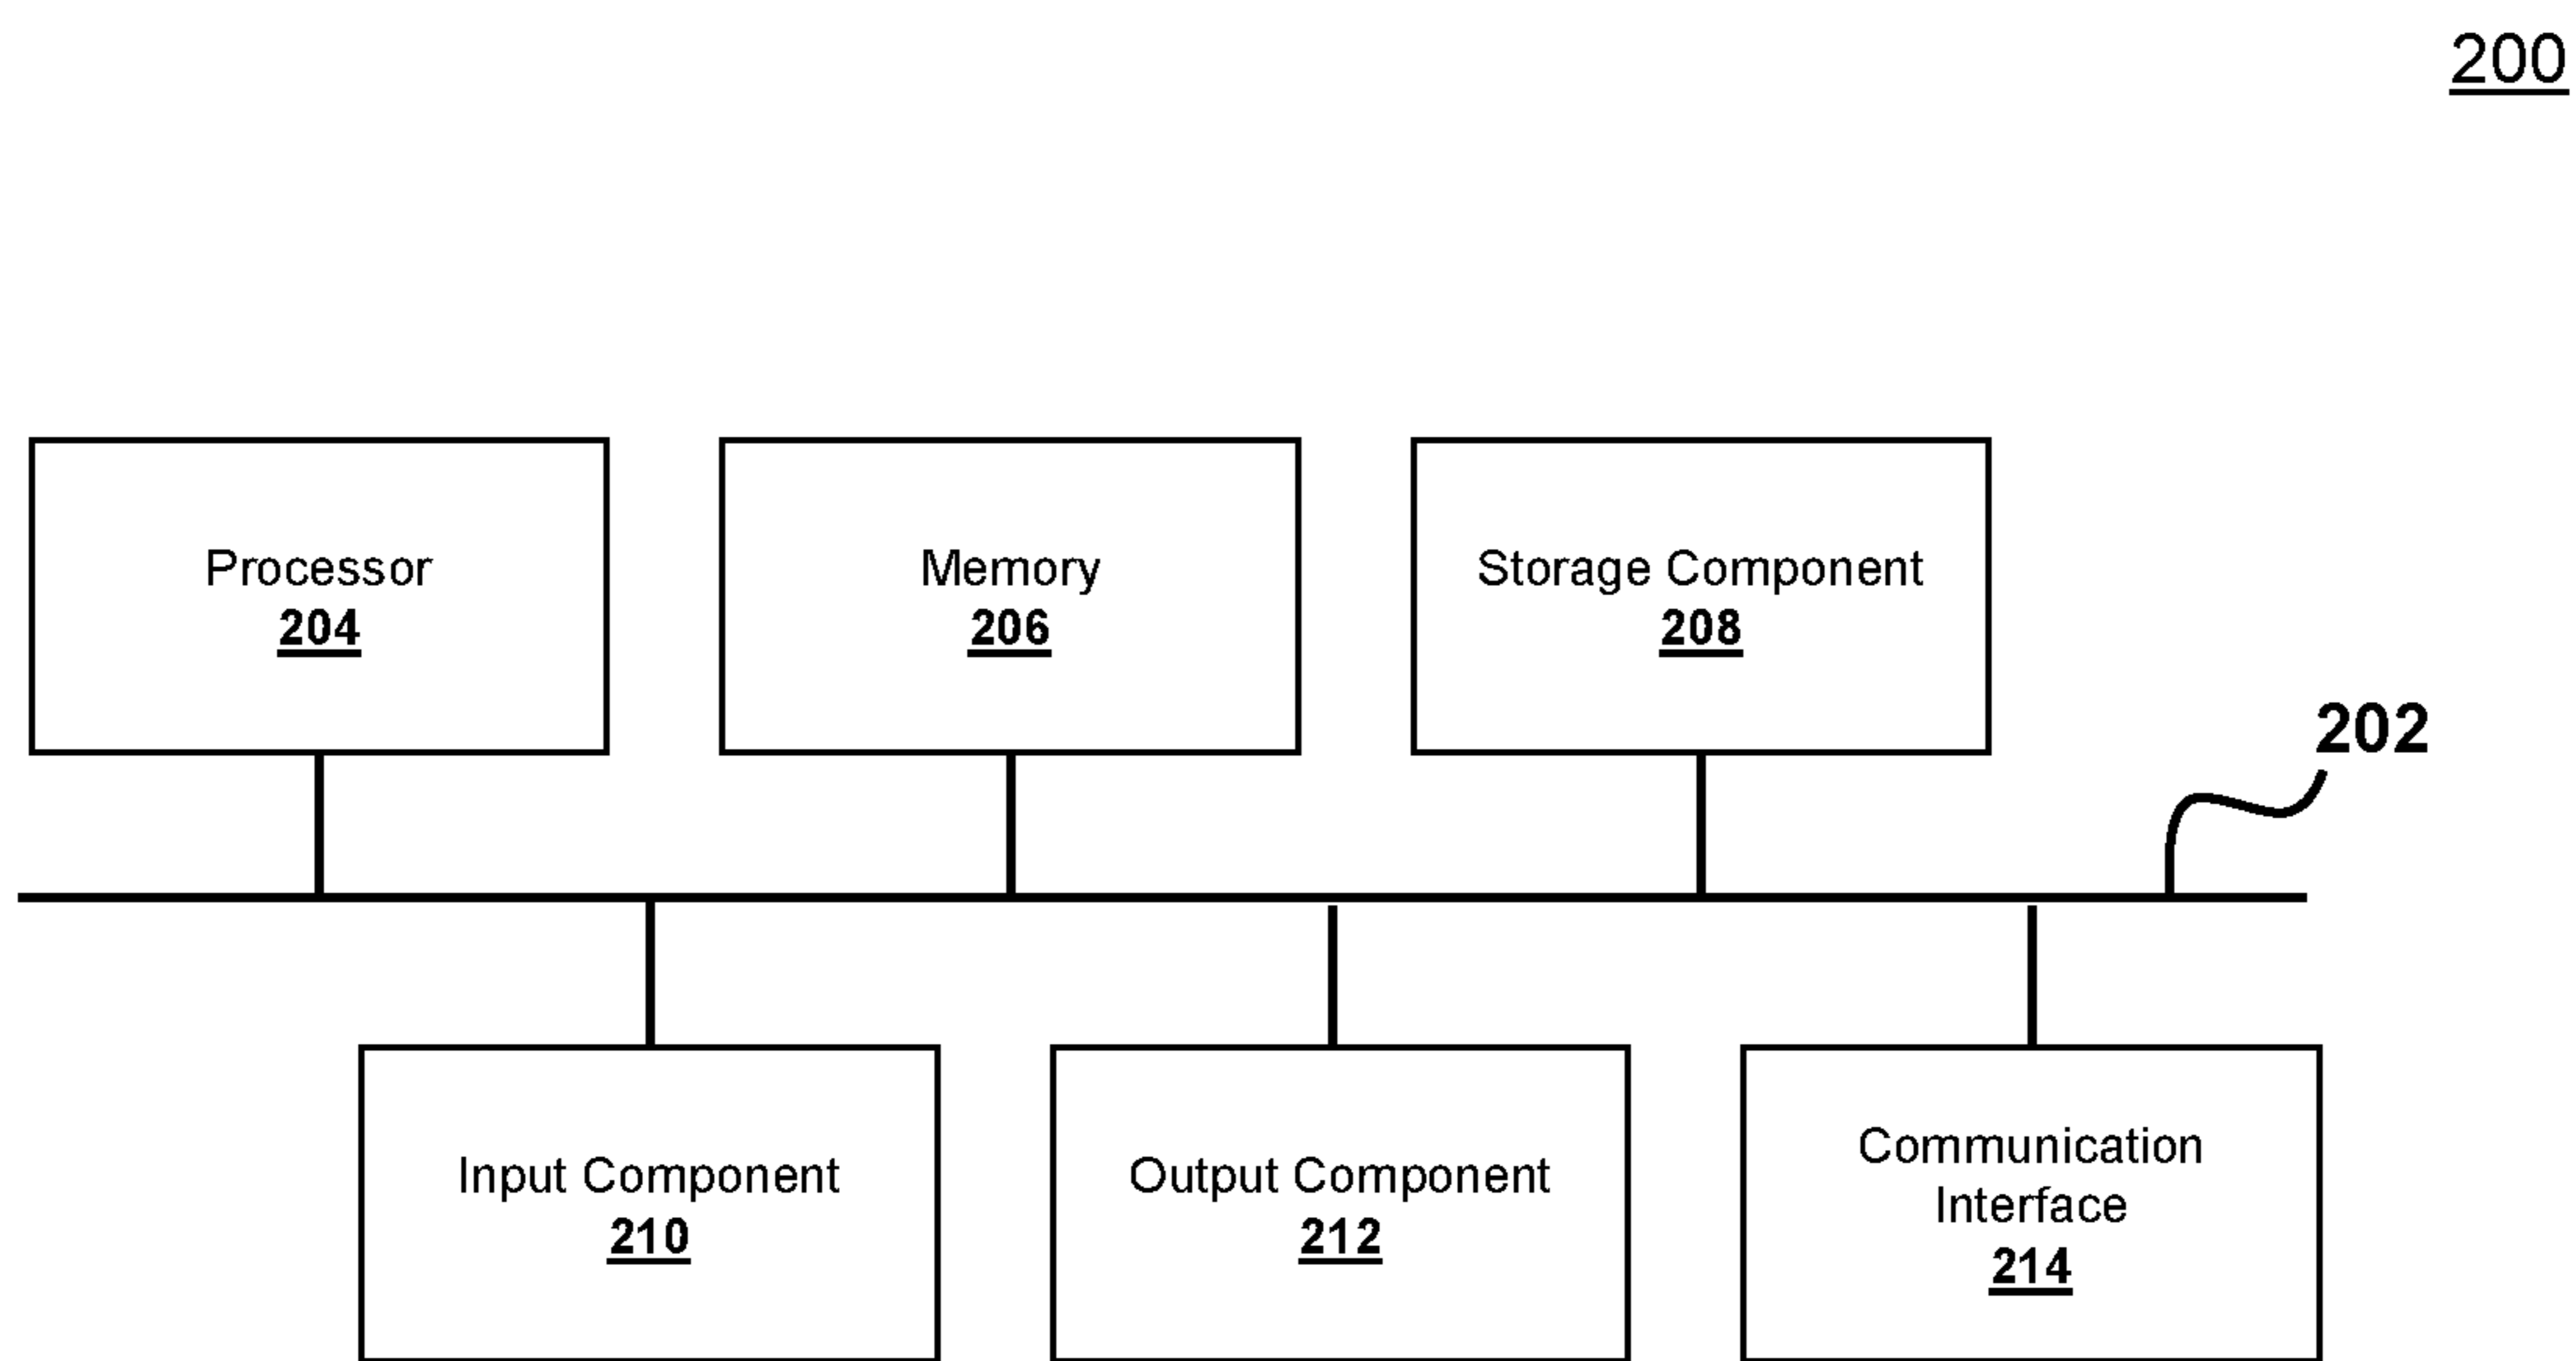 200
Processor
204
Memory
206
Storage Component
208
202
Input Component
210
Output Component
212
Communication
Interface
214